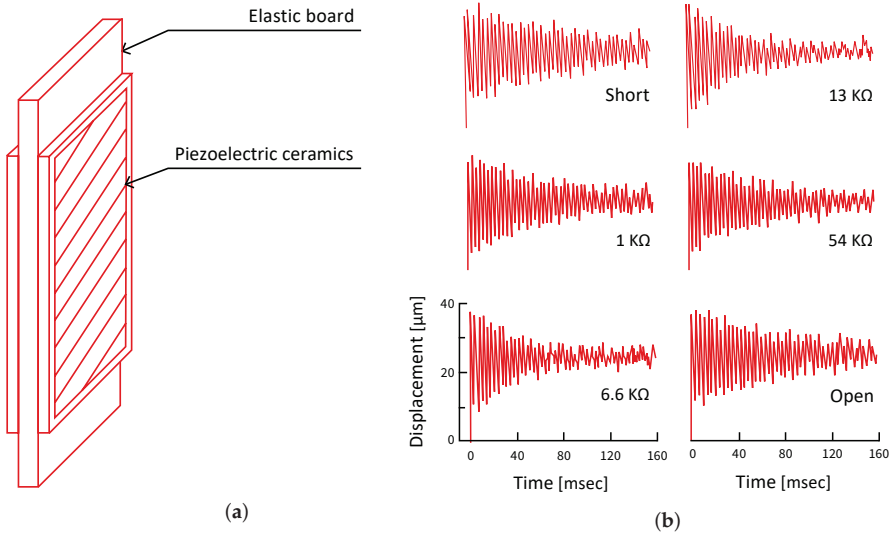 Elastic board
Piezoelectric ceramics
(a)
Short
13 KΩ
1 KΩ
54 KΩ
Displacement [µm]
40
20
0
6.6 KΩ
Open
0 40 80 120 160
0 40 80 120 160
Time [msec]
Time [msec]
(b)